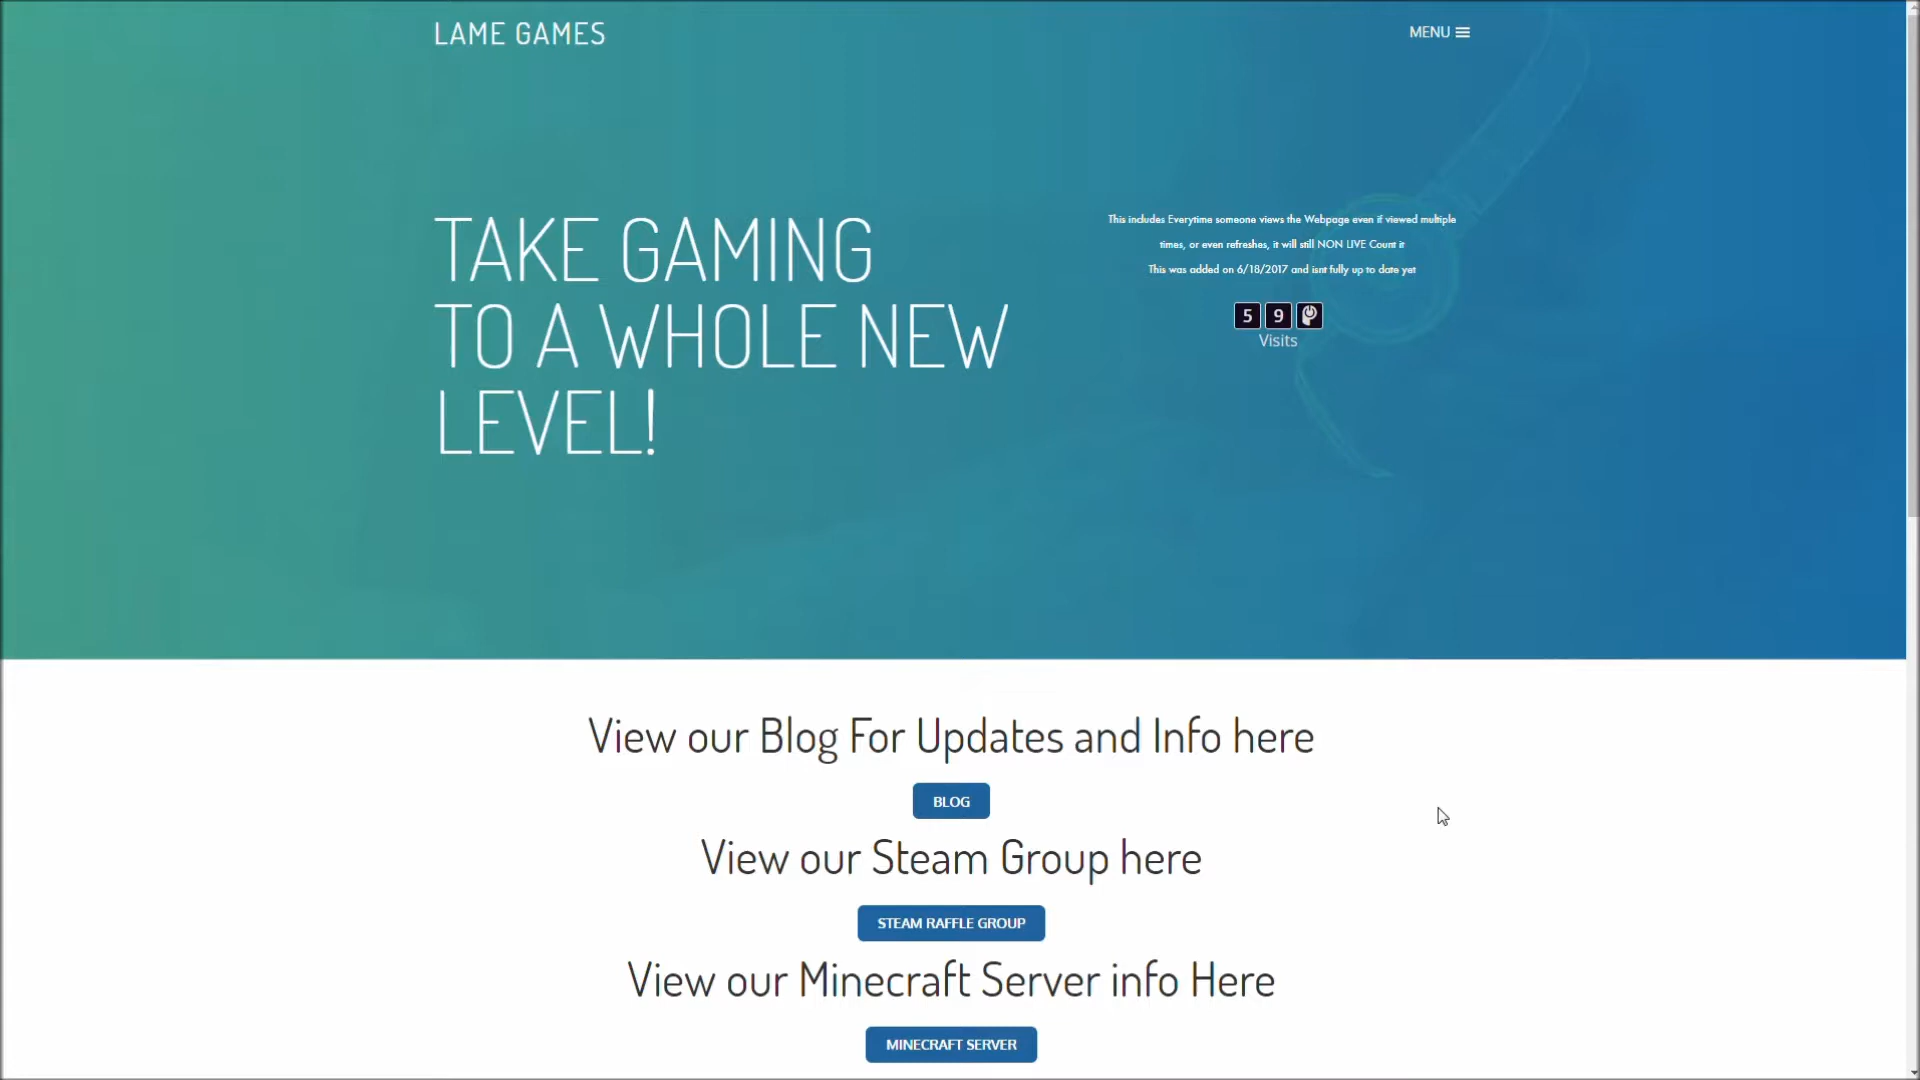 LAME GAMES
MENU
TAKE GAMING
TO A WHOLE NEW
LEVEL!
This includes Everytime someone views the Webpage even if viewed multiple
times, or even refreshes, it will still NON LIVE Count it
This was added on 6/18/2017 and isnt fully up to date yet
5 9
Visits
View our Blog For Updates and Info here
BLOG
View our Steam Group here
STEAM RAFFLE GROUP
View our Minecraft Server info Here
MINECRAFT SERVER